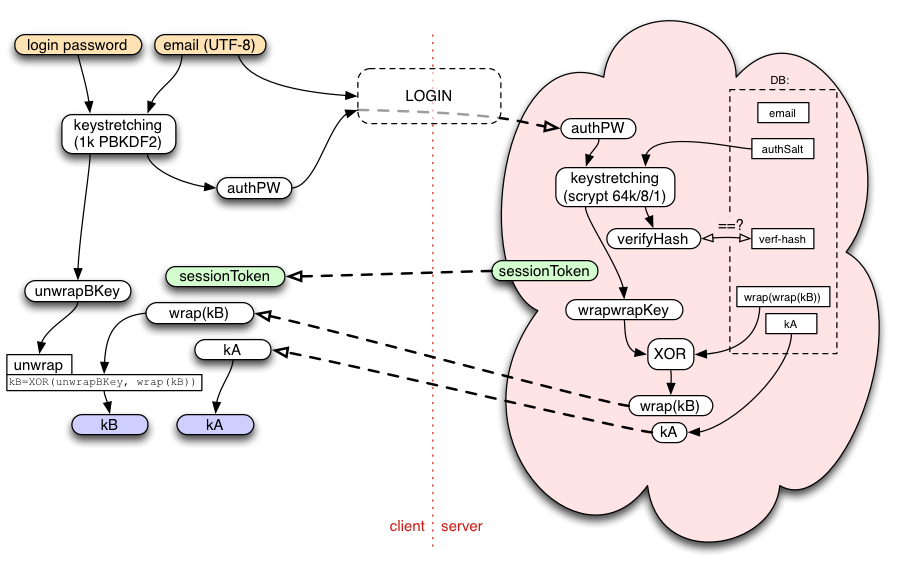 login password
email (UTF-8)
keystretching
(1k PBKDF2)
authPW
LOGIN
unwrapBKey
sessionToken
wrap(kB)
kA
unwrap
kB=XOR(unwrapBKey, wrap(kB))
kB
kA
client
server
DB:
email
authPW
authSalt
keystretching
(scrypt 64k/8/1)
==?
verifyHash
verf-hash
sessionToken
wrap(wrap(kB))
wrapwrapKey
kA
XOR
wrap(kB)
kA